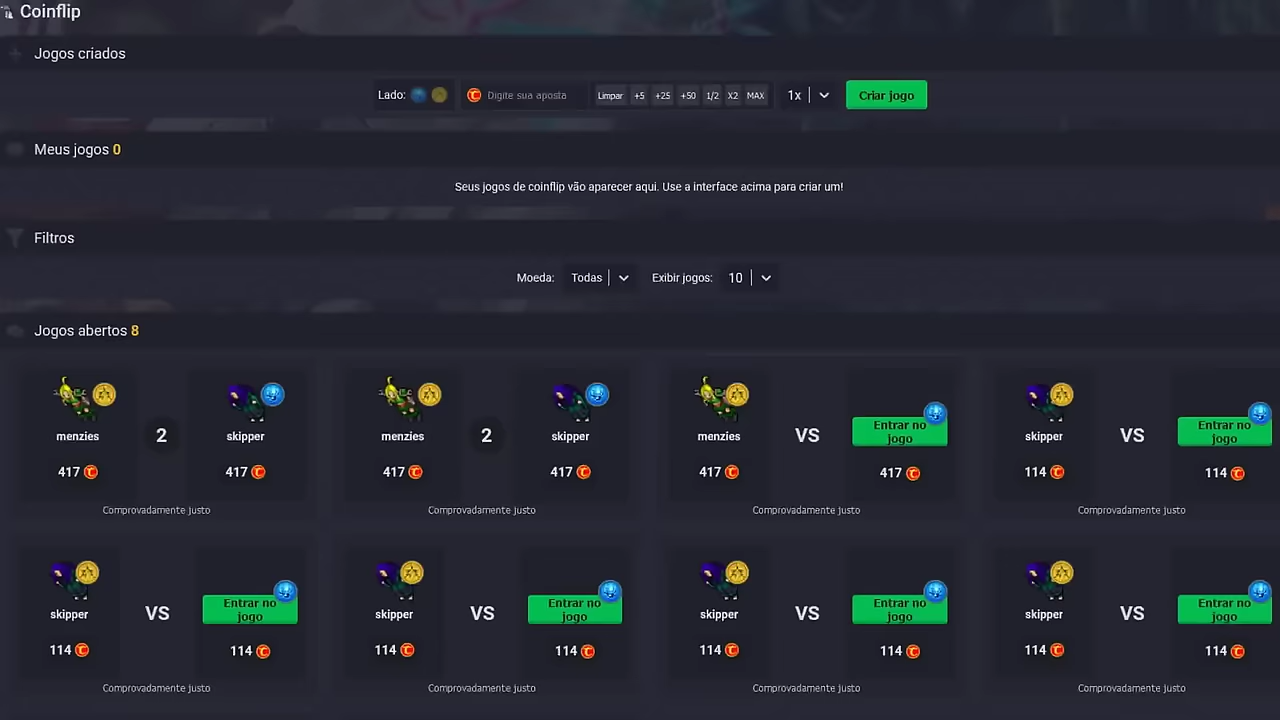 Coinflip
Jogos criados
Lado: Digite sua aposta Limpar +5 +25 +50 1/2 X2 MAX 1x Criar jogo
Meus jogos 0
Seus jogos de coinflip vão aparecer aqui. Use a interface acima para criar um!
Filtros
Moeda: Todas Exibir jogos: 10
Jogos abertos 8
menzies 2 skipper
417 417
Comprovadamente justo
menzies 2 skipper
417 417
Comprovadamente justo
menzies VS Entrar no
jogo
417 417
Comprovadamente justo
skipper VS Entrar no
jogo
114 114
Comprovadamente justo
skipper VS Entrar no
jogo
114 114
Comprovadamente justo
skipper VS Entrar no
jogo
114 114
Comprovadamente justo
skipper VS Entrar no
jogo
114 114
Comprovadamente justo
skipper VS Entrar no
jogo
114 114
Comprovadamente justo